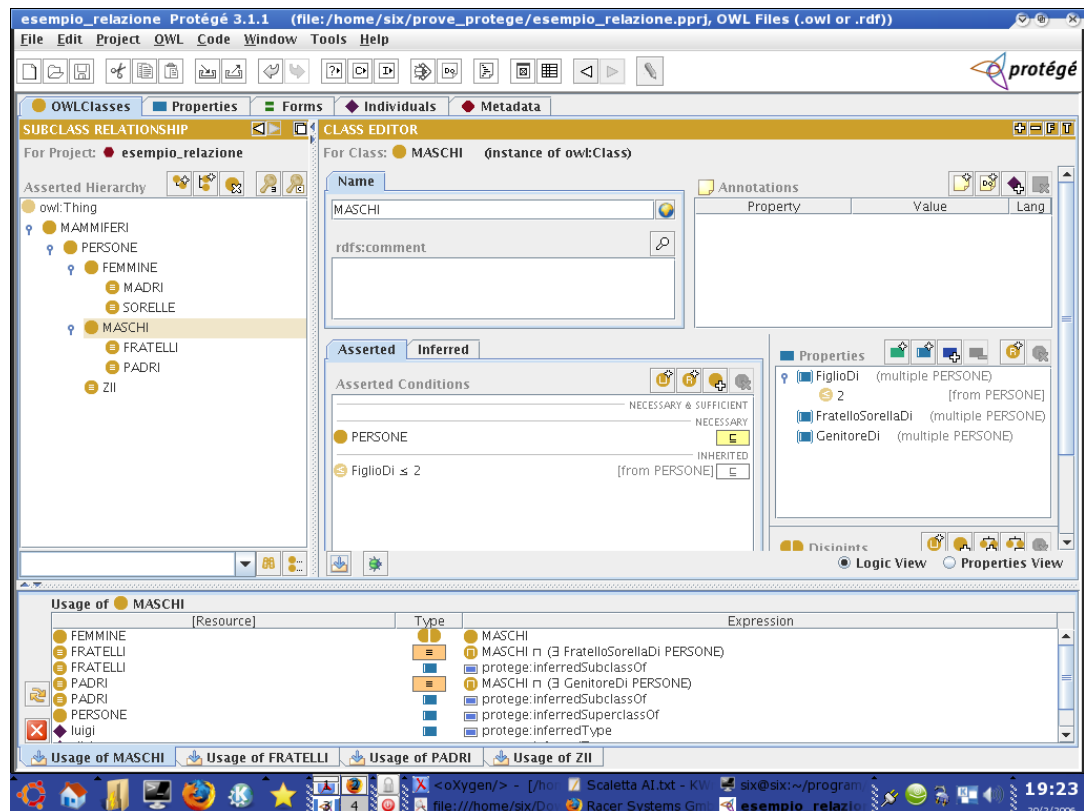 esempio_relazione Protégé 3.1.1 (file:/home/six/prove_protege/esempio_relazione.pprj, OWL Files (.owl or .rdf))
File Edit Project OWL Code Window Tools Help
protégé
OWLClasses Properties Forms Individuals Metadata
SUBCLASS RELATIONSHIP
For Project: esempio_relazione
Asserted Hierarchy
owl:Thing
MAMMIFERI
PERSONE
FEMMINE
MADRI
SORELLE
MASCHI
FRATELLI
PADRI
ZII
CLASS EDITOR
For Class: MASCHI (instance of owl:Class)
Name
MASCHI
rdfs:comment
Annotations
Property Value Lang
Asserted Inferred
Asserted Conditions
NECESSARY & SUFFICIENT
NECESSARY
PERSONE ⊑
INHERITED
FiglioDi ≤ 2 [from PERSONE] ⊑
Properties
FiglioDi (multiple PERSONE)
2 [from PERSONE]
FratelloSorellaDi (multiple PERSONE)
GenitoreDi (multiple PERSONE)
Disjoints
Logic View Properties View
Usage of MASCHI
[Resource] Type Expression
FEMMINE MASCHI
FRATELLI ≡ MASCHI ⊓ (∃ FratelloSorellaDi PERSONE)
FRATELLI protege:inferredSubclassOf
PADRI ≡ MASCHI ⊓ (∃ GenitoreDi PERSONE)
PADRI protege:inferredSubclassOf
PERSONE protege:inferredSuperclassOf
luigi protege:inferredType
Usage of MASCHI Usage of FRATELLI Usage of PADRI Usage of ZII
1 2 <oXygen/> - [/ho Scaletta AI.txt - KW six@six:~/program 19:23
3 4 file:///home/six/Do Racer Systems Gm esempio_relazio